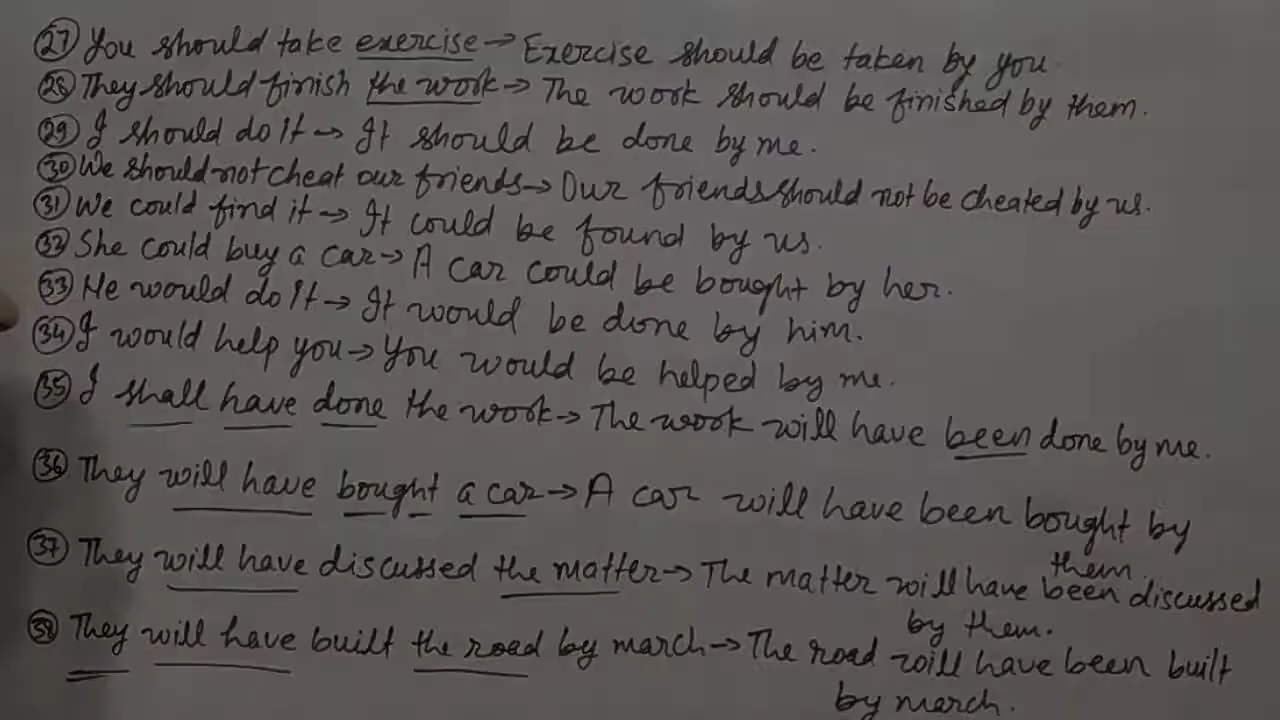 27 You should take exercise → Exercise should be taken by you.
28 They should finish the work → The work should be finished by them.
29 I should do it → It should be done by me.
30 We should not cheat our friends → Our friends should not be cheated by us.
31 We could find it → It could be found by us.
32 She could buy a car → A car could be bought by her.
33 He would do it → It would be done by him.
34 I would help you → You would be helped by me.
35 I shall have done the work → The work will have been done by me.
36 They will have bought a car → A car will have been bought by
them.
37 They will have discussed the matter → The matter will have been discussed
by them.
38 They will have built the road by march → The road will have been built
by march.